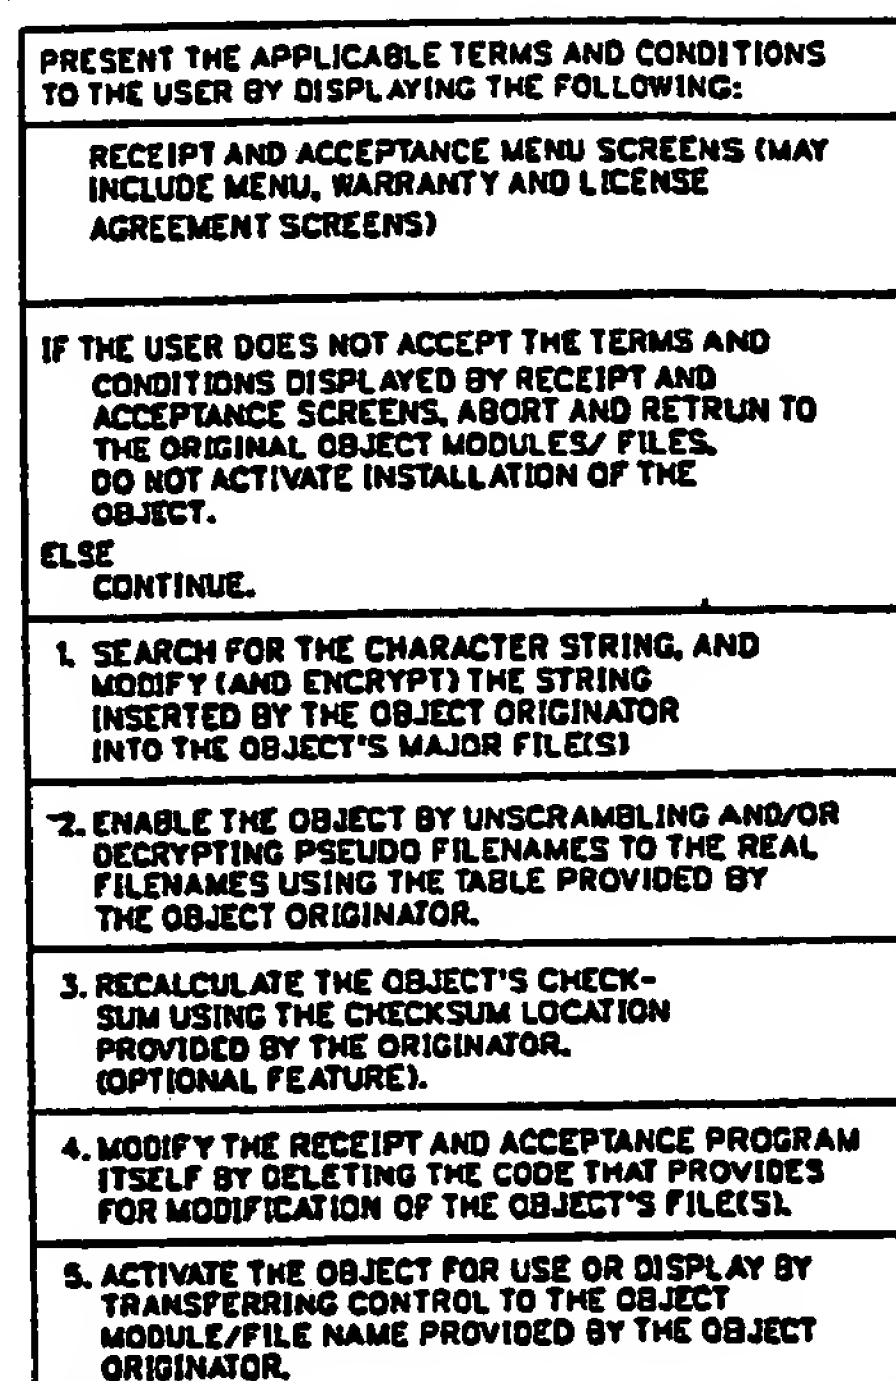 PRESENT THE APPLICABLE TERMS AND CONDITIONS
TO THE USER BY DISPLAYING THE FOLLOWING:
RECEIPT AND ACCEPTANCE MENU SCREENS (MAY
INCLUDE MENU, WARRANTY AND LICENSE
AGREEMENT SCREENS)
IF THE USER DOES NOT ACCEPT THE TERMS AND
CONDITIONS DISPLAYED BY RECEIPT AND
ACCEPTANCE SCREENS, ABORT AND RETRUN TO
THE ORIGINAL OBJECT MODULES/ FILES.
DO NOT ACTIVATE INSTALLATION OF THE
OBJECT.
ELSE
CONTINUE.
1. SEARCH FOR THE CHARACTER STRING, AND
MODIFY (AND ENCRYPT) THE STRING
INSERTED BY THE OBJECT ORIGINATOR
INTO THE OBJECT'S MAJOR FILE(S)
2. ENABLE THE OBJECT BY UNSCRAMBLING AND/OR
DECRYPTING PSEUDO FILENAMES TO THE REAL
FILENAMES USING THE TABLE PROVIDED BY
THE OBJECT ORIGINATOR.
3. RECALCULATE THE OBJECT'S CHECK-
SUM USING THE CHECKSUM LOCATION
PROVIDED BY THE ORIGINATOR.
(OPTIONAL FEATURE).
4. MODIFY THE RECEIPT AND ACCEPTANCE PROGRAM
ITSELF BY DELETING THE CODE THAT PROVIDES
FOR MODIFICATION OF THE OBJECT'S FILE(S).
5. ACTIVATE THE OBJECT FOR USE OR DISPLAY BY
TRANSFERRING CONTROL TO THE OBJECT
MODULE/FILE NAME PROVIDED BY THE OBJECT
ORIGINATOR.